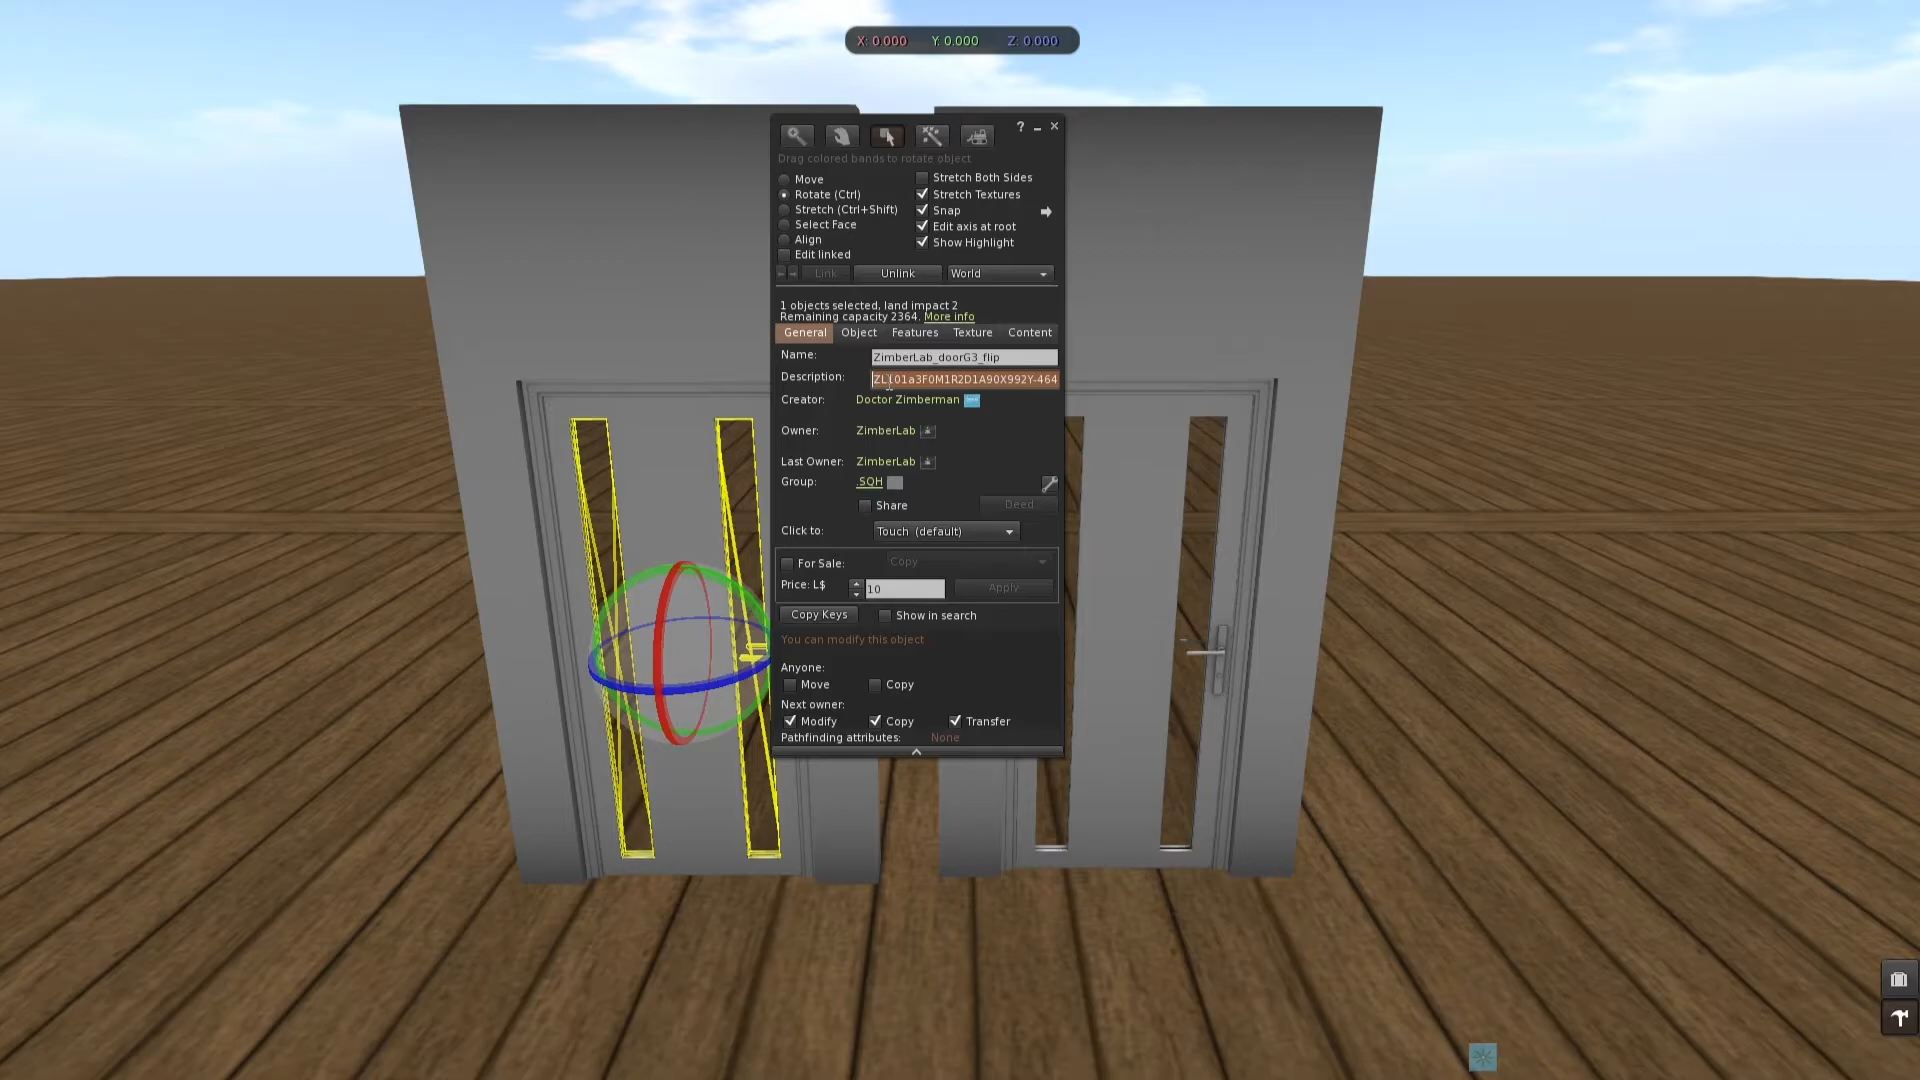 X: 0.000 Y: 0.000 Z: 0.000
? _ ×
Drag colored bands to rotate object
Move
Rotate (Ctrl)
Stretch (Ctrl+Shift)
Select Face
Align
Edit linked
Stretch Both Sides
Stretch Textures
Snap
Edit axis at root
Show Highlight
Link Unlink World
1 objects selected, land impact 2
Remaining capacity 2364. More info
General Object Features Texture Content
Name: ZimberLab_doorG3_flip
Description:
Creator: Doctor Zimberman
Owner: ZimberLab
Last Owner: ZimberLab
Group: .SQH
Share Deed
Click to: Touch (default)
For Sale: Copy
Price: L$ 10 Apply
Copy Keys Show in search
You can modify this object
Anyone:
Move Copy
Next owner:
Modify Copy Transfer
Pathfinding attributes: None